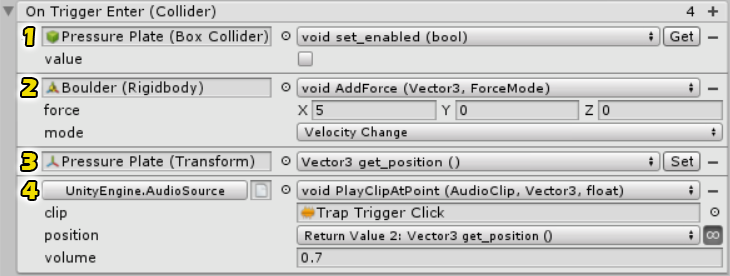 On Trigger Enter (Collider) 4 +
1 Pressure Plate (Box Collider) void set_enabled (bool) Get −
value
2 Boulder (Rigidbody) void AddForce (Vector3, ForceMode) −
force X 5 Y 0 Z 0
mode Velocity Change
3 Pressure Plate (Transform) Vector3 get_position () Set −
4 UnityEngine.AudioSource void PlayClipAtPoint (AudioClip, Vector3, float) −
clip Trap Trigger Click
position Return Value 2: Vector3 get_position () ∞
volume 0.7